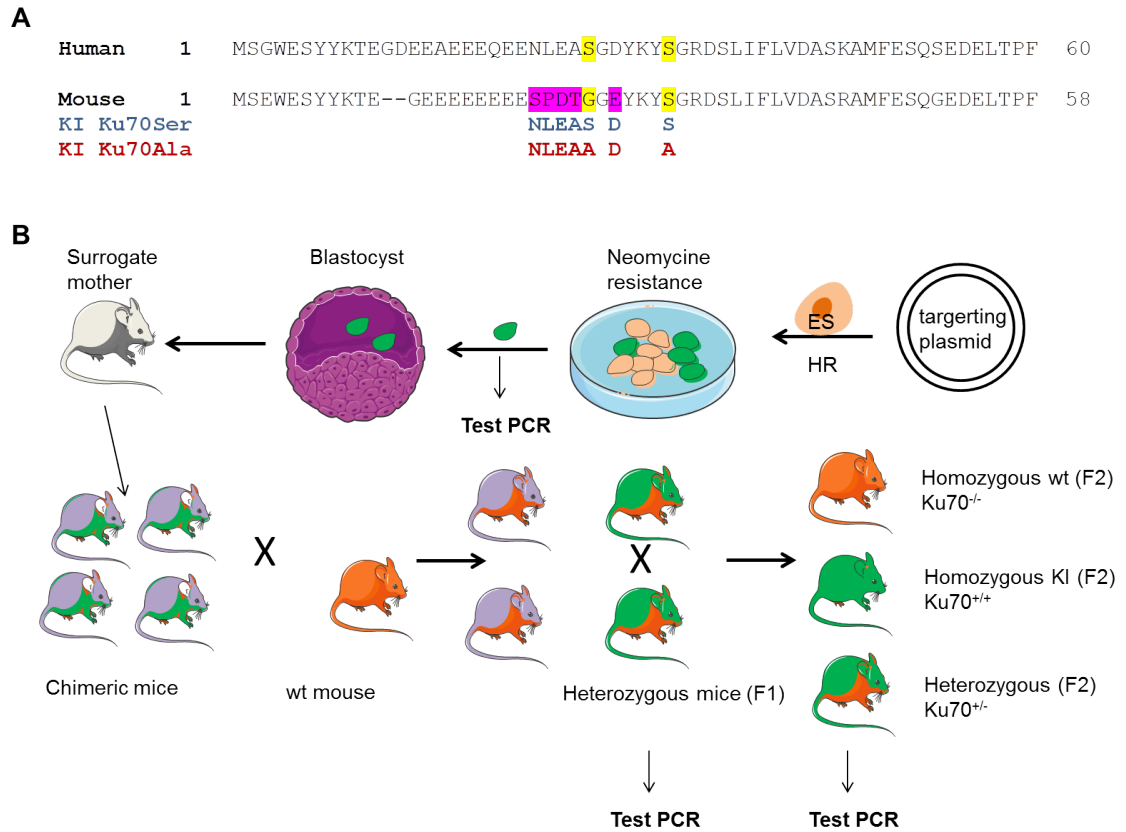 A
Human 1 MSGWESYYKTEGDEEAEEEQEENLEASGDYKYSGRDSLIFLVDASKAMFESQSEDELTPF 60
Mouse 1 MSEWESYYKTE--GEEEEEEEESPDTGGEYKYSGRDSLIFLVDASRAMFESQGEDELTPF 58
KI Ku70Ser NLEAS D S
KI Ku70Ala NLEAA D A
B
Surrogate
mother
Blastocyst
Neomycine
resistance
ES
HR
targerting
plasmid
Test PCR
Chimeric mice
X
wt mouse
X
Heterozygous mice (F1)
Homozygous wt (F2)
Ku70-/-
Homozygous KI (F2)
Ku70+/+
Heterozygous (F2)
Ku70+/-
Test PCR
Test PCR